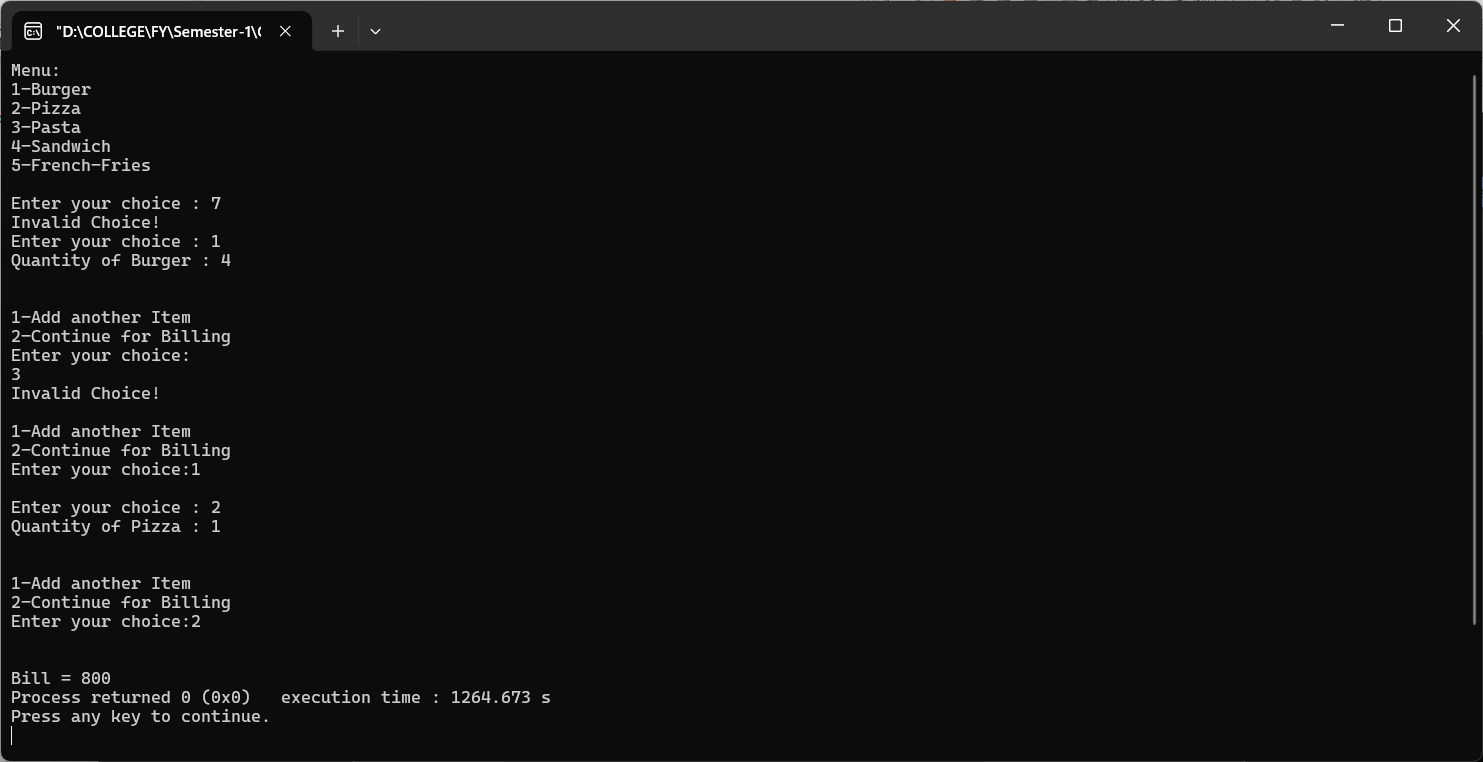 "D:\COLLEGE\FY\Semester-1\
Menu:
1-Burger
2-Pizza
3-Pasta
4-Sandwich
5-French-Fries
Enter your choice : 7
Invalid Choice!
Enter your choice : 1
Quantity of Burger : 4
1-Add another Item
2-Continue for Billing
Enter your choice:
3
Invalid Choice!
1-Add another Item
2-Continue for Billing
Enter your choice:1
Enter your choice : 2
Quantity of Pizza : 1
1-Add another Item
2-Continue for Billing
Enter your choice:2
Bill = 800
Process returned 0 (0x0)   execution time : 1264.673 s
Press any key to continue.